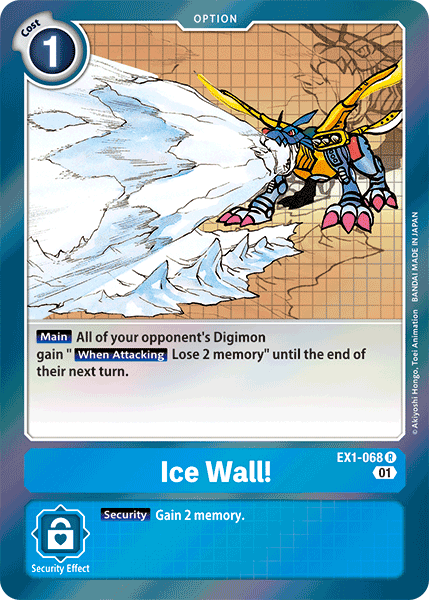 OPTION
Cost
1
Main All of your opponent's Digimon
gain " When Attacking Lose 2 memory" until the end of
their next turn.
©Akiyoshi Hongo, Toei Animation BANDAI MADE IN JAPAN
EX1-068 R
01
Ice Wall!
Security Gain 2 memory.
Security Effect